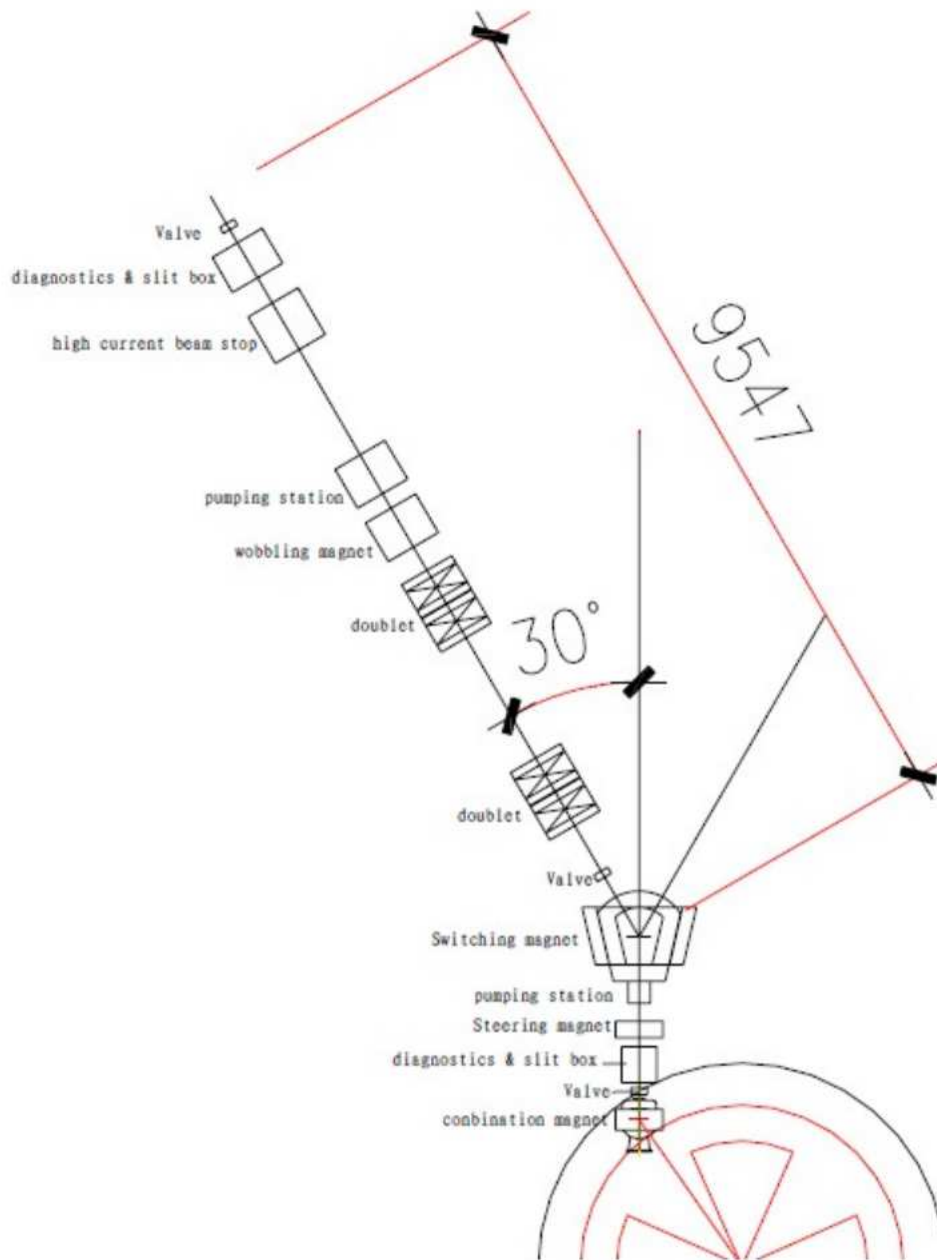 Valve
diagnostics & slit box
high current beam stop
9547
pumping station
wobbling magnet
doublet
30°
doublet
Valve
Switching magnet
pumping station
Steering magnet
diagnostics & slit box
Valve
conbination magnet